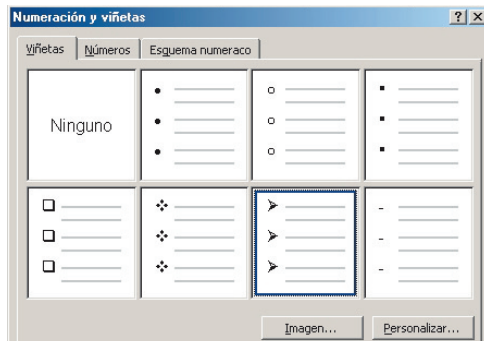 Numeración y viñetas
Viñetas Números Esquema numeraco
Ninguno
Imagen... Personalizar...